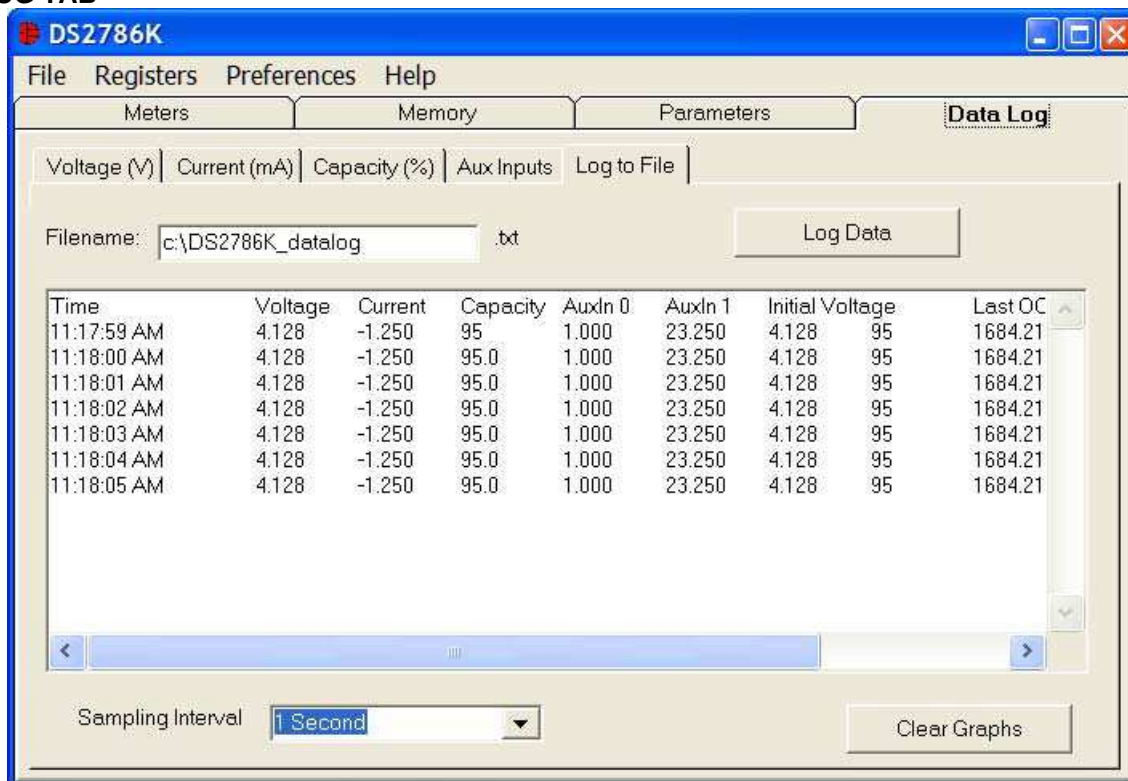 DS2786K
File Registers Preferences Help
Meters Memory Parameters Data Log
Voltage (V) Current (mA) Capacity (%) Aux Inputs Log to File
Filename: c:\DS2786K_datalog .txt Log Data
Time Voltage Current Capacity AuxIn 0 AuxIn 1 Initial Voltage Last OC
11:17:59 AM 4.128 -1.250 95 1.000 23.250 4.128 95 1684.21
11:18:00 AM 4.128 -1.250 95.0 1.000 23.250 4.128 95 1684.21
11:18:01 AM 4.128 -1.250 95.0 1.000 23.250 4.128 95 1684.21
11:18:02 AM 4.128 -1.250 95.0 1.000 23.250 4.128 95 1684.21
11:18:03 AM 4.128 -1.250 95.0 1.000 23.250 4.128 95 1684.21
11:18:04 AM 4.128 -1.250 95.0 1.000 23.250 4.128 95 1684.21
11:18:05 AM 4.128 -1.250 95.0 1.000 23.250 4.128 95 1684.21
Sampling Interval 1 Second Clear Graphs